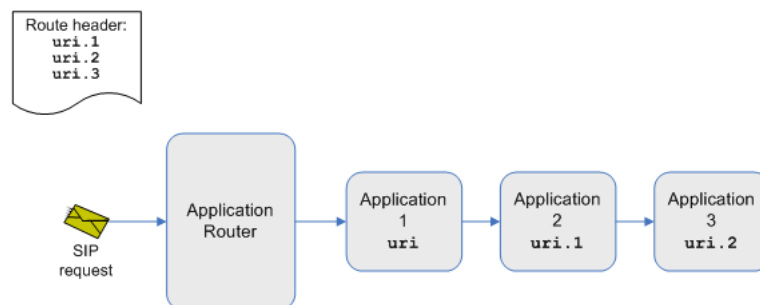 Route header:
uri.1
uri.2
uri.3
SIP
request
Application
Router
Application
1
uri
Application
2
uri.1
Application
3
uri.2